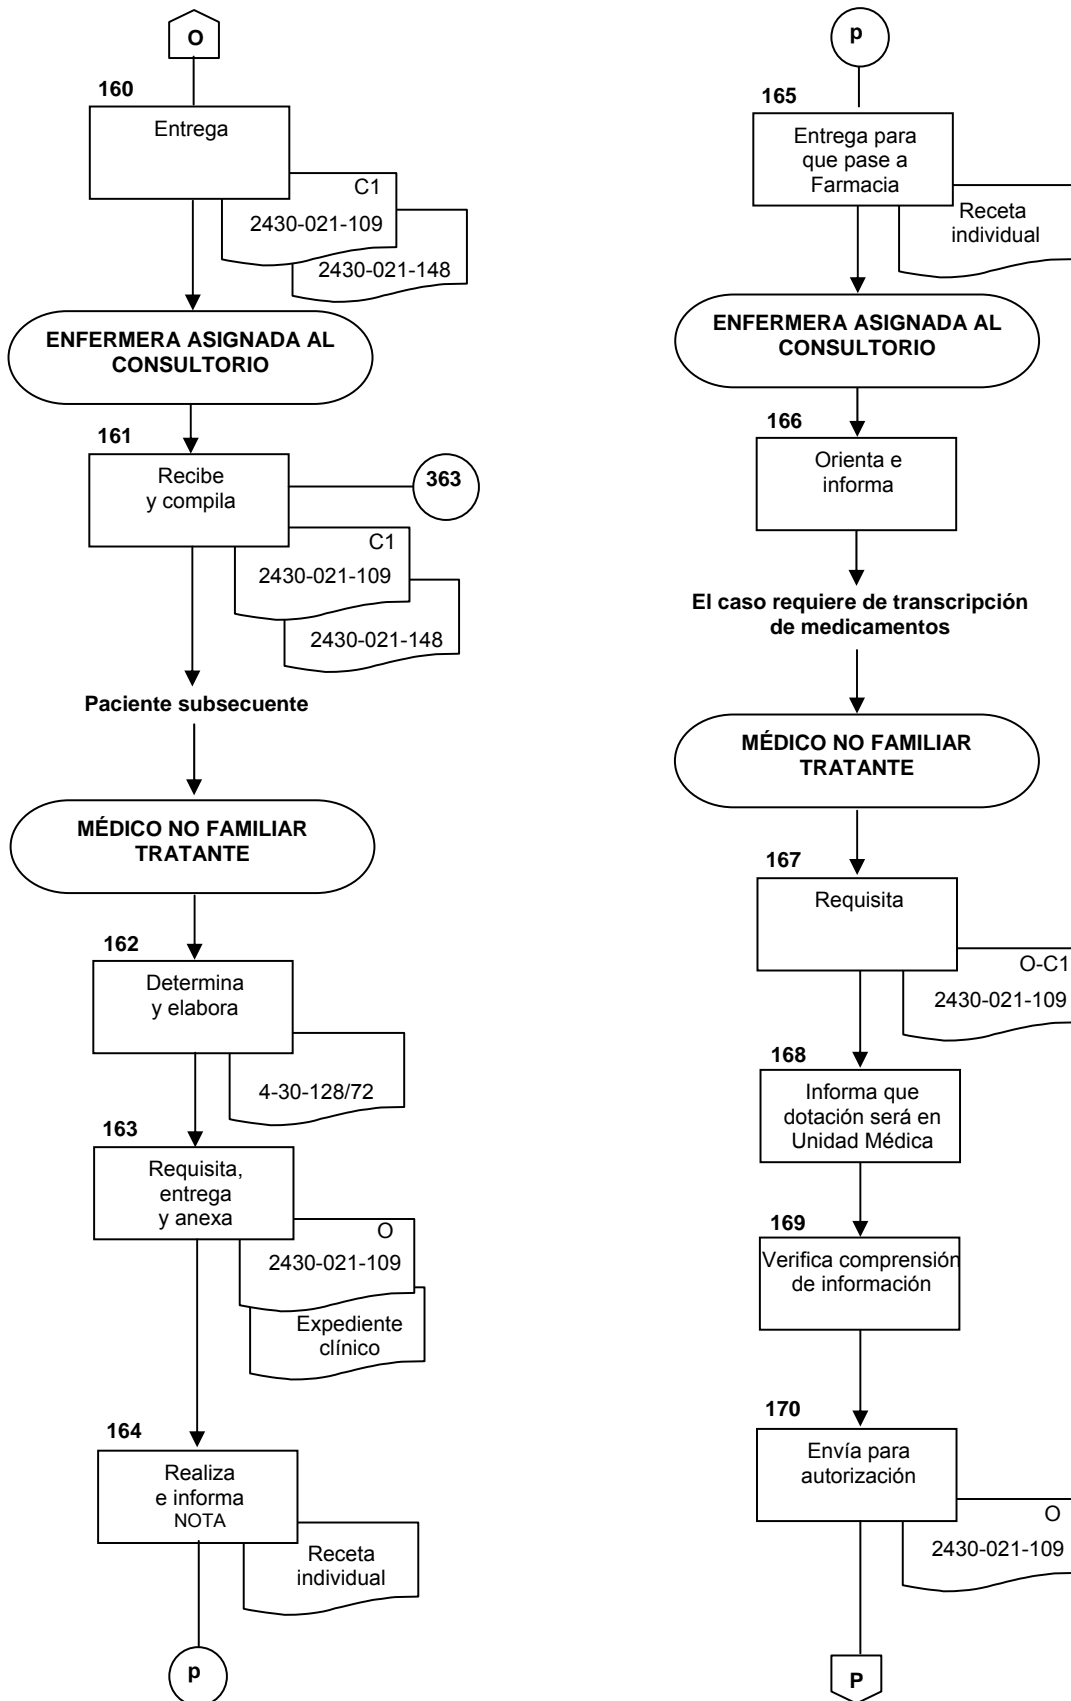 O
160
Entrega
C1
2430-021-109
2430-021-148
ENFERMERA ASIGNADA AL
CONSULTORIO
161
Recibe
y compila
363
C1
2430-021-109
2430-021-148
Paciente subsecuente
MÉDICO NO FAMILIAR
TRATANTE
162
Determina
y elabora
4-30-128/72
163
Requisita,
entrega
y anexa
O
2430-021-109
Expediente
clínico
164
Realiza
e informa
NOTA
Receta
individual
p
p
165
Entrega para
que pase a
Farmacia
Receta
individual
ENFERMERA ASIGNADA AL
CONSULTORIO
166
Orienta e
informa
El caso requiere de transcripción
de medicamentos
MÉDICO NO FAMILIAR
TRATANTE
167
Requisita
O-C1
2430-021-109
168
Informa que
dotación será en
Unidad Médica
169
Verifica comprensión
de información
170
Envía para
autorización
O
2430-021-109
P